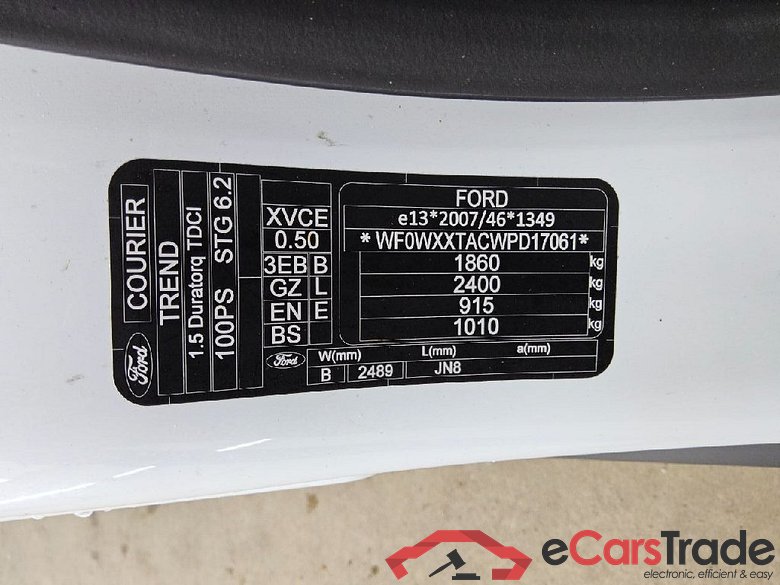 Ford
COURIER
TREND
1.5 Duratorq TDCI
100PS STG 6.2
XVCE
0.50
3EB B
GZ L
EN E
BS
FORD
e13*2007/46*1349
*WF0WXXTACWPD17061*
1860 kg
2400 kg
915 kg
1010 kg
Ford
W(mm) L(mm) a(mm)
B 2489 JN8
eCarsTrade
electronic, efficient & easy